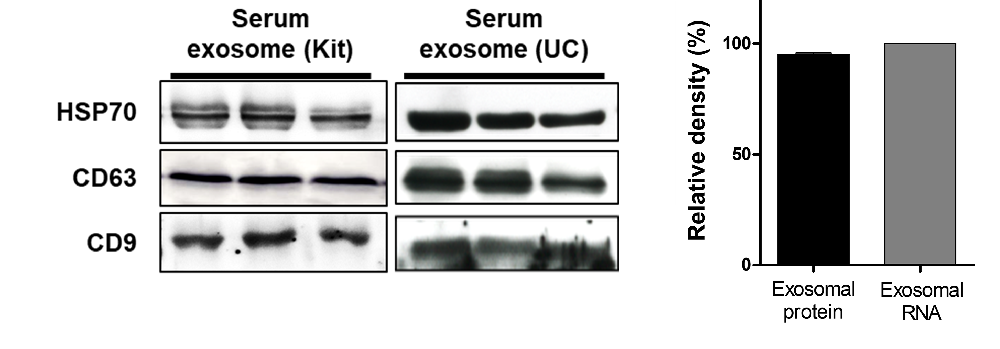 Serum
exosome (Kit)
Serum
exosome (UC)
HSP70
CD63
CD9
Relative density (%)
100
50
0
Exosomal
protein
Exosomal
RNA